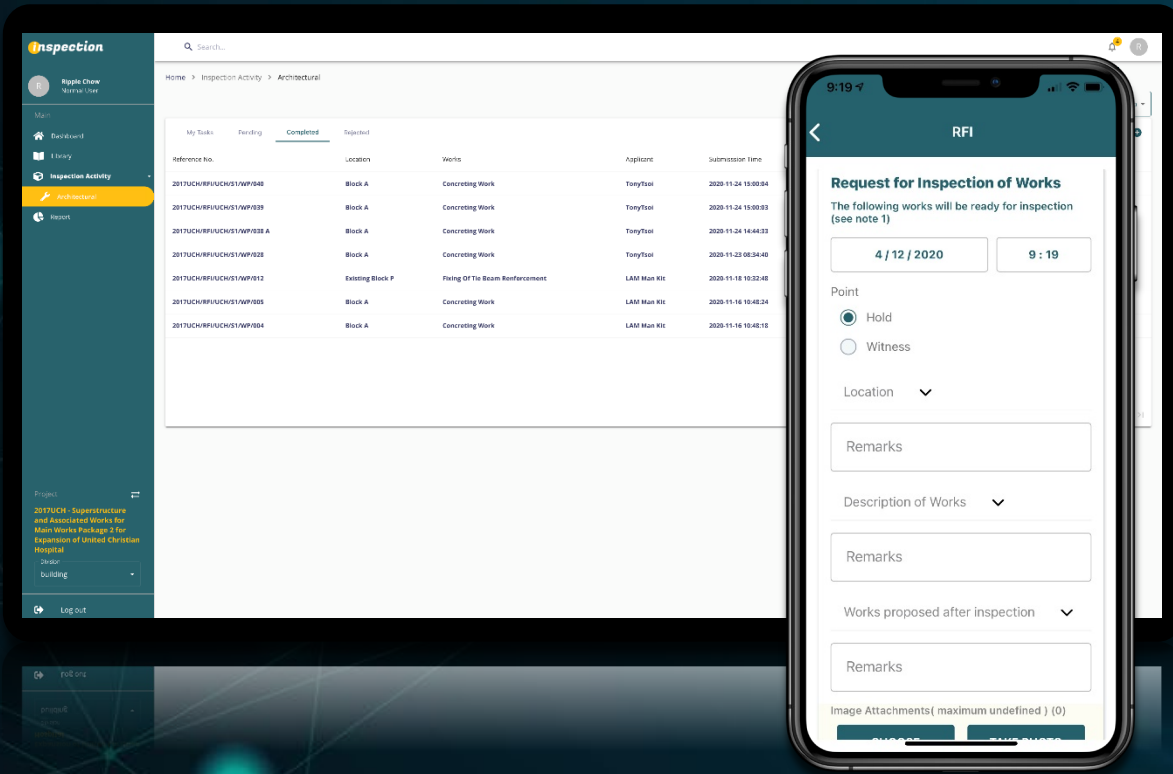 inspection
Search...
R
R
Ripple Chow
Normal User
Home > Inspection Activity > Architectural
Main
Dashboard
Library
Inspection Activity
Architectural
Report
My Tasks Pending Completed Rejected
Reference No. Location Works Applicant Submisssion Time
2017UCH/RFI/UCH/S1/WP/040 Block A Concreting Work TonyTsoi 2020-11-24 15:00:04
2017UCH/RFI/UCH/S1/WP/039 Block A Concreting Work TonyTsoi 2020-11-24 15:00:03
2017UCH/RFI/UCH/S1/WP/038 A Block A Concreting Work TonyTsoi 2020-11-24 14:44:33
2017UCH/RFI/UCH/S1/WP/028 Block A Concreting Work TonyTsoi 2020-11-23 08:34:40
2017UCH/RFI/UCH/S1/WP/012 Existing Block P Fixing Of Tie Beam Renforcement LAM Man Kit 2020-11-18 10:32:48
2017UCH/RFI/UCH/S1/WP/005 Block A Concreting Work LAM Man Kit 2020-11-16 10:48:24
2017UCH/RFI/UCH/S1/WP/004 Block A Concreting Work LAM Man Kit 2020-11-16 10:48:18
Project
2017UCH - Superstructure
and Associated Works for
Main Works Package 2 for
Expansion of United Christian
Hospital
Division
building
Log out
9:19
RFI
Request for Inspection of Works
The following works will be ready for inspection
(see note 1)
4 / 12 / 2020 9 : 19
Point
Hold
Witness
Location
Remarks
Description of Works
Remarks
Works proposed after inspection
Remarks
Image Attachments( maximum undefined ) (0)
CHOOSE TAKE PHOTO